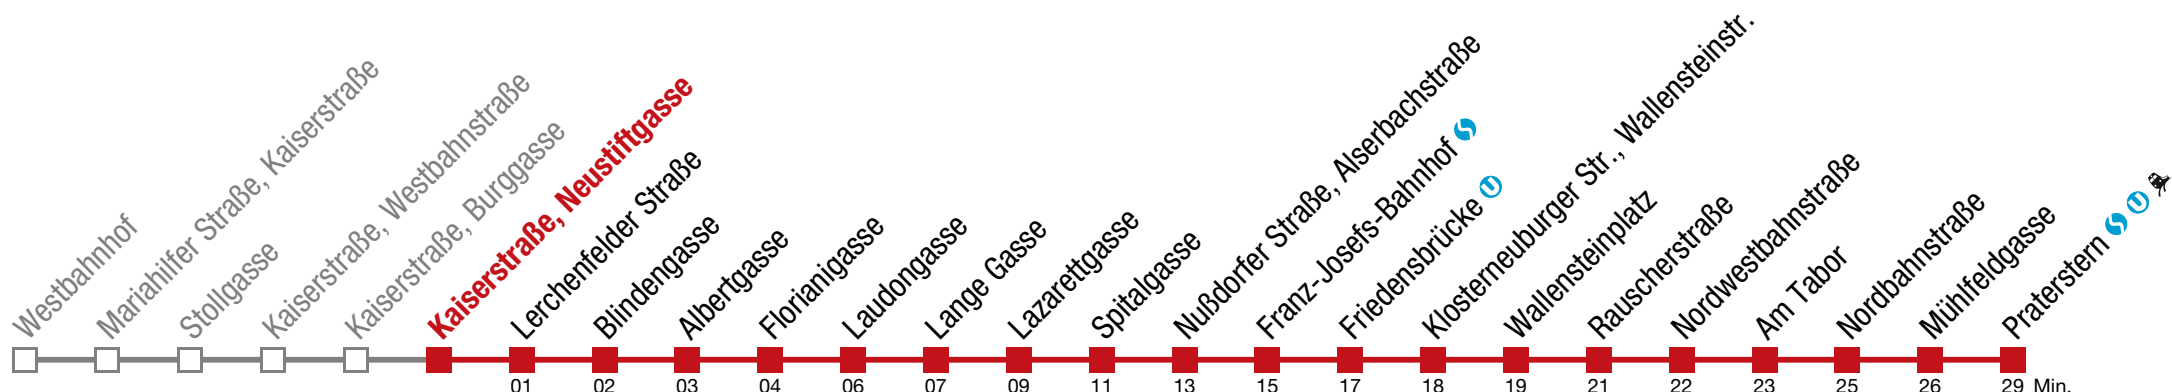 Westbahnhof
Mariahilfer Straße, Kaiserstraße
Stollgasse
Kaiserstraße, Westbahnstraße
Kaiserstraße, Burggasse
Kaiserstraße, Neustiftgasse
Lerchenfelder Straße
Blindengasse
Albertgasse
Florianigasse
Laudongasse
Lange Gasse
Lazarettgasse
Spitalgasse
Nußdorfer Straße, Alserbachstraße
Franz-Josefs-Bahnhof S
Friedensbrücke U
Klosterneuburger Str., Wallensteinstr.
Wallensteinplatz
Rauscherstraße
Nordwestbahnstraße
Am Tabor
Nordbahnstraße
Mühlfeldgasse
Praterstern S U
01 02 03 04 06 07 09 11 13 15 17 18 19 21 22 23 25 26 29 Min.